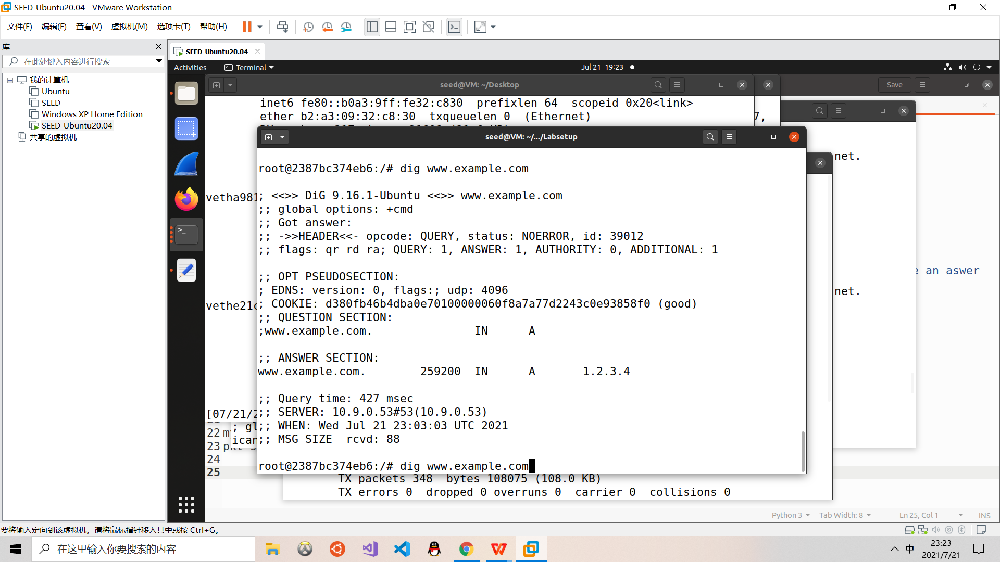 SEED-Ubuntu20.04 - VMware Workstation
文件(F) 编辑(E) 查看(V) 虚拟机(M) 选项卡(T) 帮助(H)
库
在此处键入内容进行搜索
我的计算机
Ubuntu
SEED
Windows XP Home Edition
SEED-Ubuntu20.04
共享的虚拟机
SEED-Ubuntu20.04
Activities Terminal Jul 21 19:23
seed@VM: ~/Desktop
Save
inet6 fe80::b0a3:9ff:fe32:c830 prefixlen 64 scopeid 0x20<link>
ether b2:a3:09:32:c8:30 txqueuelen 0 (Ethernet)
7,
seed@VM: ~/.../Labsetup
net.
root@2387bc374eb6:/# dig www.example.com
vetha981
; <<>> DiG 9.16.1-Ubuntu <<>> www.example.com
;; global options: +cmd
;; Got answer:
;; ->>HEADER<<- opcode: QUERY, status: NOERROR, id: 39012
;; flags: qr rd ra; QUERY: 1, ANSWER: 1, AUTHORITY: 0, ADDITIONAL: 1
e an aswer
;; OPT PSEUDOSECTION:
; EDNS: version: 0, flags:; udp: 4096
net.
; COOKIE: d380fb46b4dba0e70100000060f8a7a77d2243c0e93858f0 (good)
vethe21c
;; QUESTION SECTION:
;www.example.com. IN A
;; ANSWER SECTION:
www.example.com. 259200 IN A 1.2.3.4
;; Query time: 427 msec
[07/21/2
;; SERVER: 10.9.0.53#53(10.9.0.53)
; gl
;; WHEN: Wed Jul 21 23:03:03 UTC 2021
22 m
ican
;; MSG SIZE rcvd: 88
23
24
root@2387bc374eb6:/# dig www.example.com
25
TX packets 348 bytes 108075 (108.0 KB)
TX errors 0 dropped 0 overruns 0 carrier 0 collisions 0
Python 3 Tab Width: 8 Ln 25, Col 1 INS
要将输入定向到该虚拟机，请将鼠标指针移入其中或按 Ctrl+G。
在这里输入你要搜索的内容
中
23:23
2021/7/21